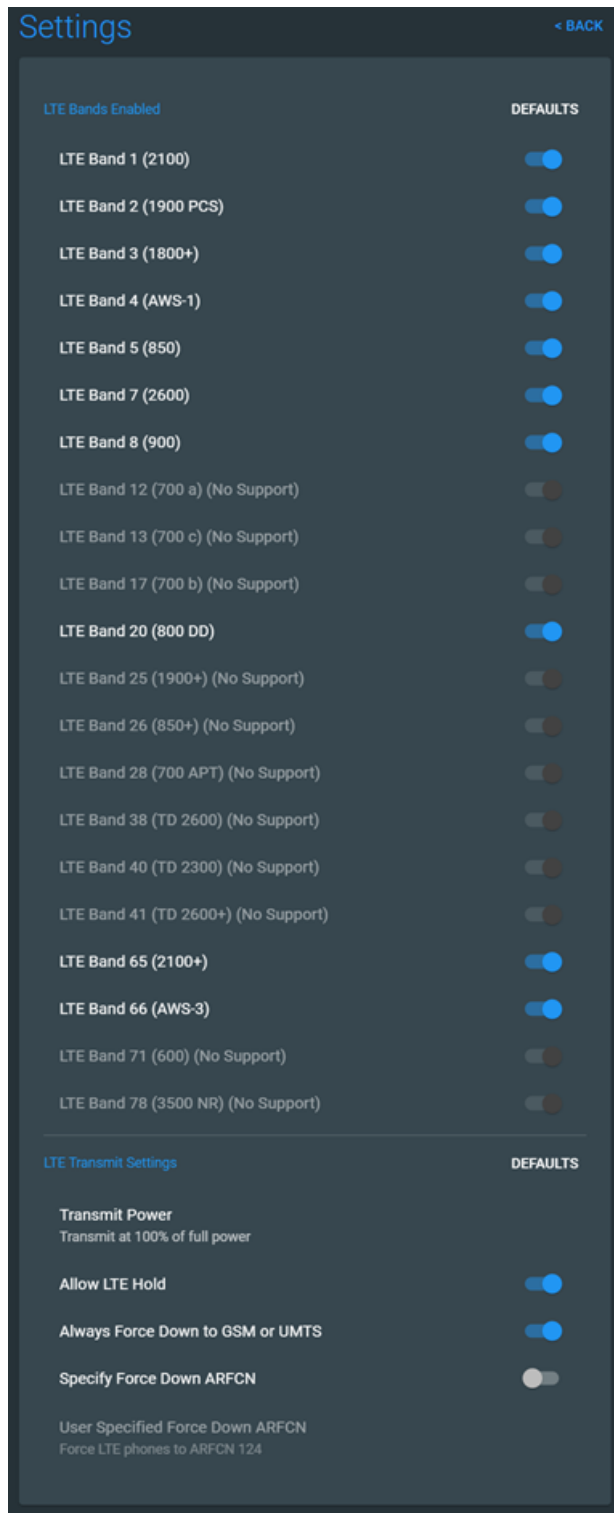 Settings
< BACK
LTE Bands Enabled
DEFAULTS
LTE Band 1 (2100)
LTE Band 2 (1900 PCS)
LTE Band 3 (1800+)
LTE Band 4 (AWS-1)
LTE Band 5 (850)
LTE Band 7 (2600)
LTE Band 8 (900)
LTE Band 12 (700 a) (No Support)
LTE Band 13 (700 c) (No Support)
LTE Band 17 (700 b) (No Support)
LTE Band 20 (800 DD)
LTE Band 25 (1900+) (No Support)
LTE Band 26 (850+) (No Support)
LTE Band 28 (700 APT) (No Support)
LTE Band 38 (TD 2600) (No Support)
LTE Band 40 (TD 2300) (No Support)
LTE Band 41 (TD 2600+) (No Support)
LTE Band 65 (2100+)
LTE Band 66 (AWS-3)
LTE Band 71 (600) (No Support)
LTE Band 78 (3500 NR) (No Support)
LTE Transmit Settings
DEFAULTS
Transmit Power
Transmit at 100% of full power
Allow LTE Hold
Always Force Down to GSM or UMTS
Specify Force Down ARFCN
User Specified Force Down ARFCN
Force LTE phones to ARFCN 124